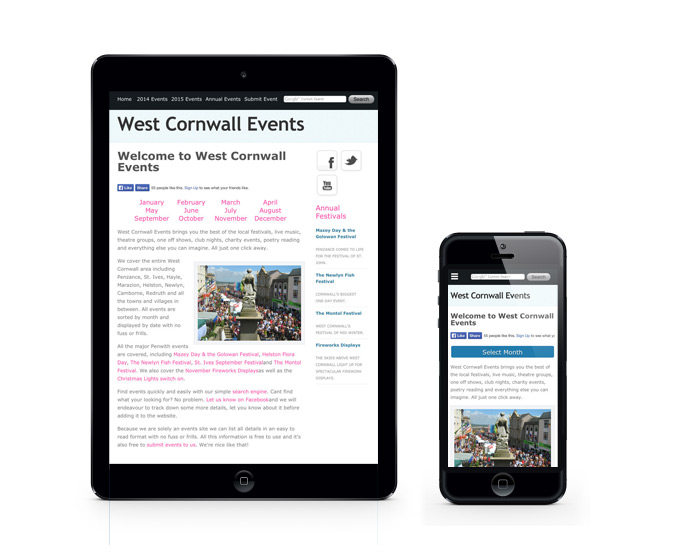 Home 2014 Events 2015 Events Annual Events Submit Event Search
West Cornwall Events
Welcome to West Cornwall
Events
Like Share 55 people like this. Sign Up to see what your friends like.
January February March April
May June July August
September October November December
West Cornwall Events brings you the best of the local festivals, live music,
theatre groups, one off shows, club nights, charity events, poetry reading
and everything else you can imagine. All just one click away.
We cover the entire West
Cornwall area including
Penzance, St. Ives, Hayle,
Marazion, Helston, Newlyn,
Camborne, Redruth and all
the towns and villages in
between. All events are
sorted by month and
displayed by date with no
fuss or frills.
All the major Penwith events
are covered, including Mazey Day & the Golowan Festival, Helston Flora
Day, The Newlyn Fish Festival, St. Ives September Festivaland The Montol
Festival. We also cover the November Fireworks Displaysas well as the
Christmas Lights switch on.
Find events quickly and easily with our simple search engine. Cant find
what your looking for? No problem. Let us know on Facebookand we will
endeavour to track down some more details, let you know about it before
adding it to the website.
Because we are solely an events site we can list all details in an easy to
read format with no fuss or frills. All this information is free to use and it's
also free to submit events to us. We're nice like that!
f
You
Tube
Annual
Festivals
Mazey Day & the
Golowan Festival
PENZANCE COMES TO LIFE
FOR THE FESTIVAL OF ST.
JOHN.
The Newlyn Fish
Festival
CORNWALL'S BIGGEST
ONE DAY EVENT.
The Montol Festival
WEST CORNWALL'S
FESTIVAL OF MID WINTER.
Fireworks Displays
THE SKIES ABOVE WEST
CORNWALL LIGHT UP FOR
SPECTACULAR FIREWORK
DISPLAYS.
Search
West Cornwall Events
Welcome to West Cornwall
Events
Like Share 55 people like this. Sign Up to see what yo
Select Month
West Cornwall Events brings you the best of
the local festivals, live music, theatre groups,
one off shows, club nights, charity events,
poetry reading and everything else you can
imagine. All just one click away.